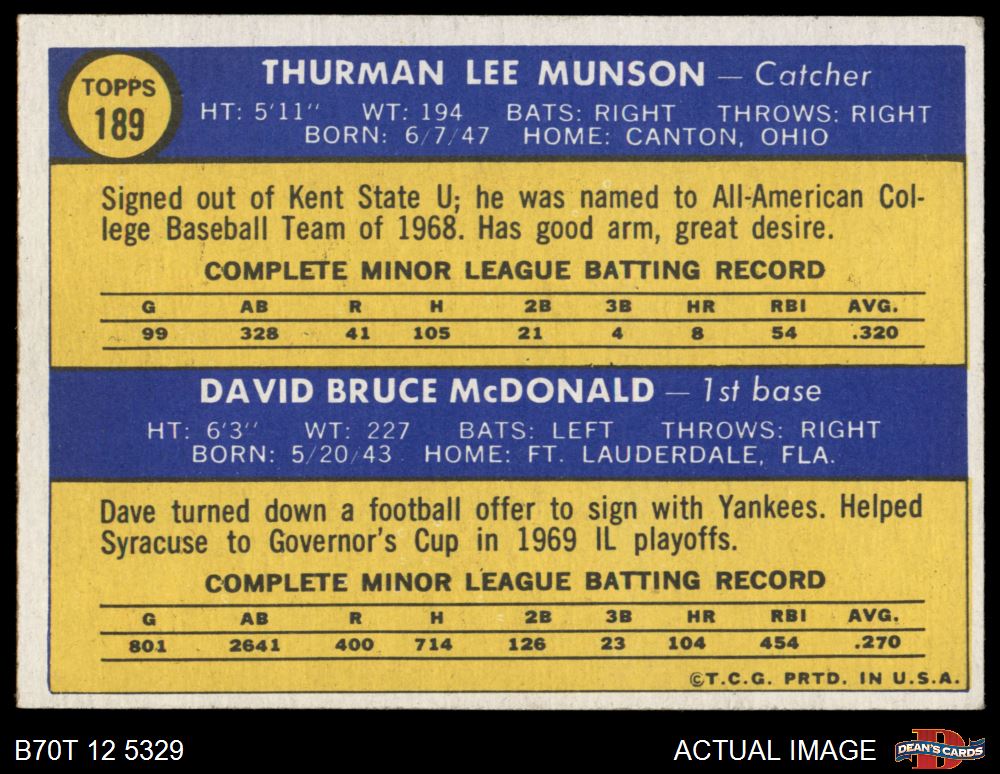 TOPPS
189
THURMAN LEE MUNSON — Catcher
HT: 5'11" WT: 194 BATS: RIGHT THROWS: RIGHT
BORN: 6/7/47 HOME: CANTON, OHIO
Signed out of Kent State U; he was named to All-American Col-
lege Baseball Team of 1968. Has good arm, great desire.
COMPLETE MINOR LEAGUE BATTING RECORD
G AB R H 2B 3B HR RBI AVG.
99 328 41 105 21 4 8 54 .320
DAVID BRUCE McDONALD — 1st base
HT: 6'3" WT: 227 BATS: LEFT THROWS: RIGHT
BORN: 5/20/43 HOME: FT. LAUDERDALE, FLA.
Dave turned down a football offer to sign with Yankees. Helped
Syracuse to Governor's Cup in 1969 IL playoffs.
COMPLETE MINOR LEAGUE BATTING RECORD
G AB R H 2B 3B HR RBI AVG.
801 2641 400 714 126 23 104 454 .270
©T.C.G. PRTD. IN U.S.A.
B70T 12 5329 ACTUAL IMAGE DEAN'S CARDS